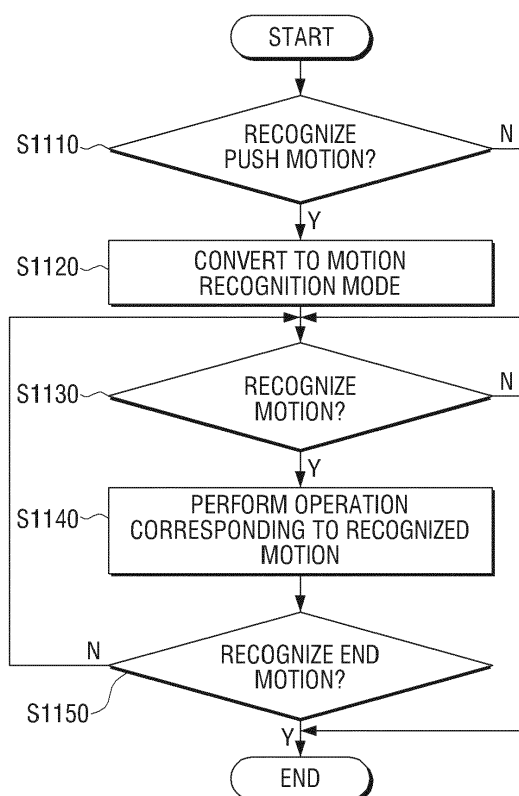 START
S1110
RECOGNIZE
PUSH MOTION?
N
Y
S1120
CONVERT TO MOTION
RECOGNITION MODE
S1130
RECOGNIZE
MOTION?
N
Y
S1140
PERFORM OPERATION
CORRESPONDING TO RECOGNIZED
MOTION
N
RECOGNIZE END
MOTION?
S1150
Y
END